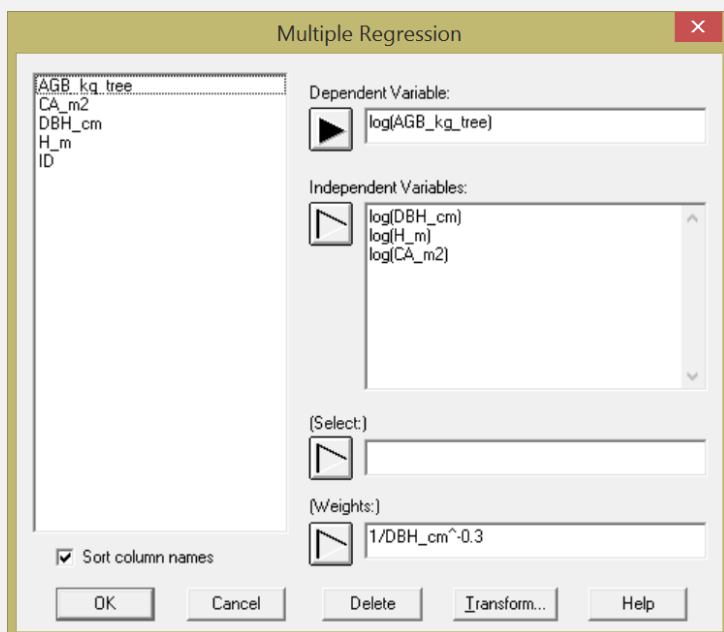 Multiple Regression
AGB_kg_tree
CA_m2
DBH_cm
H_m
ID
Sort column names
Dependent Variable:
log(AGB_kg_tree)
Independent Variables:
log(DBH_cm)
log(H_m)
log(CA_m2)
(Select:)
(Weights:)
1/DBH_cm^-0.3
OK
Cancel
Delete
Transform...
Help